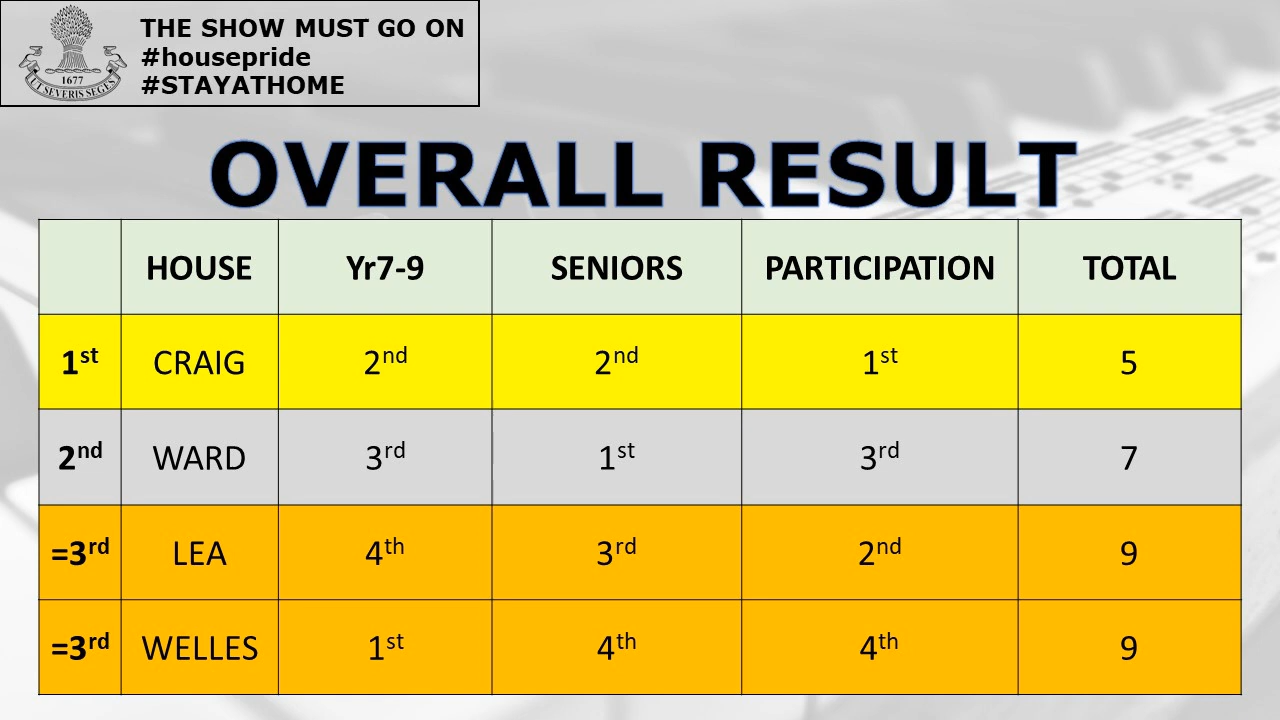 THE SHOW MUST GO ON
#housepride
#STAYATHOME
1677
UT SEVERIS SEGES
OVERALL RESULT
HOUSE Yr7-9 SENIORS PARTICIPATION TOTAL
1st CRAIG 2nd 2nd 1st 5
2nd WARD 3rd 1st 3rd 7
=3rd LEA 4th 3rd 2nd 9
=3rd WELLES 1st 4th 4th 9